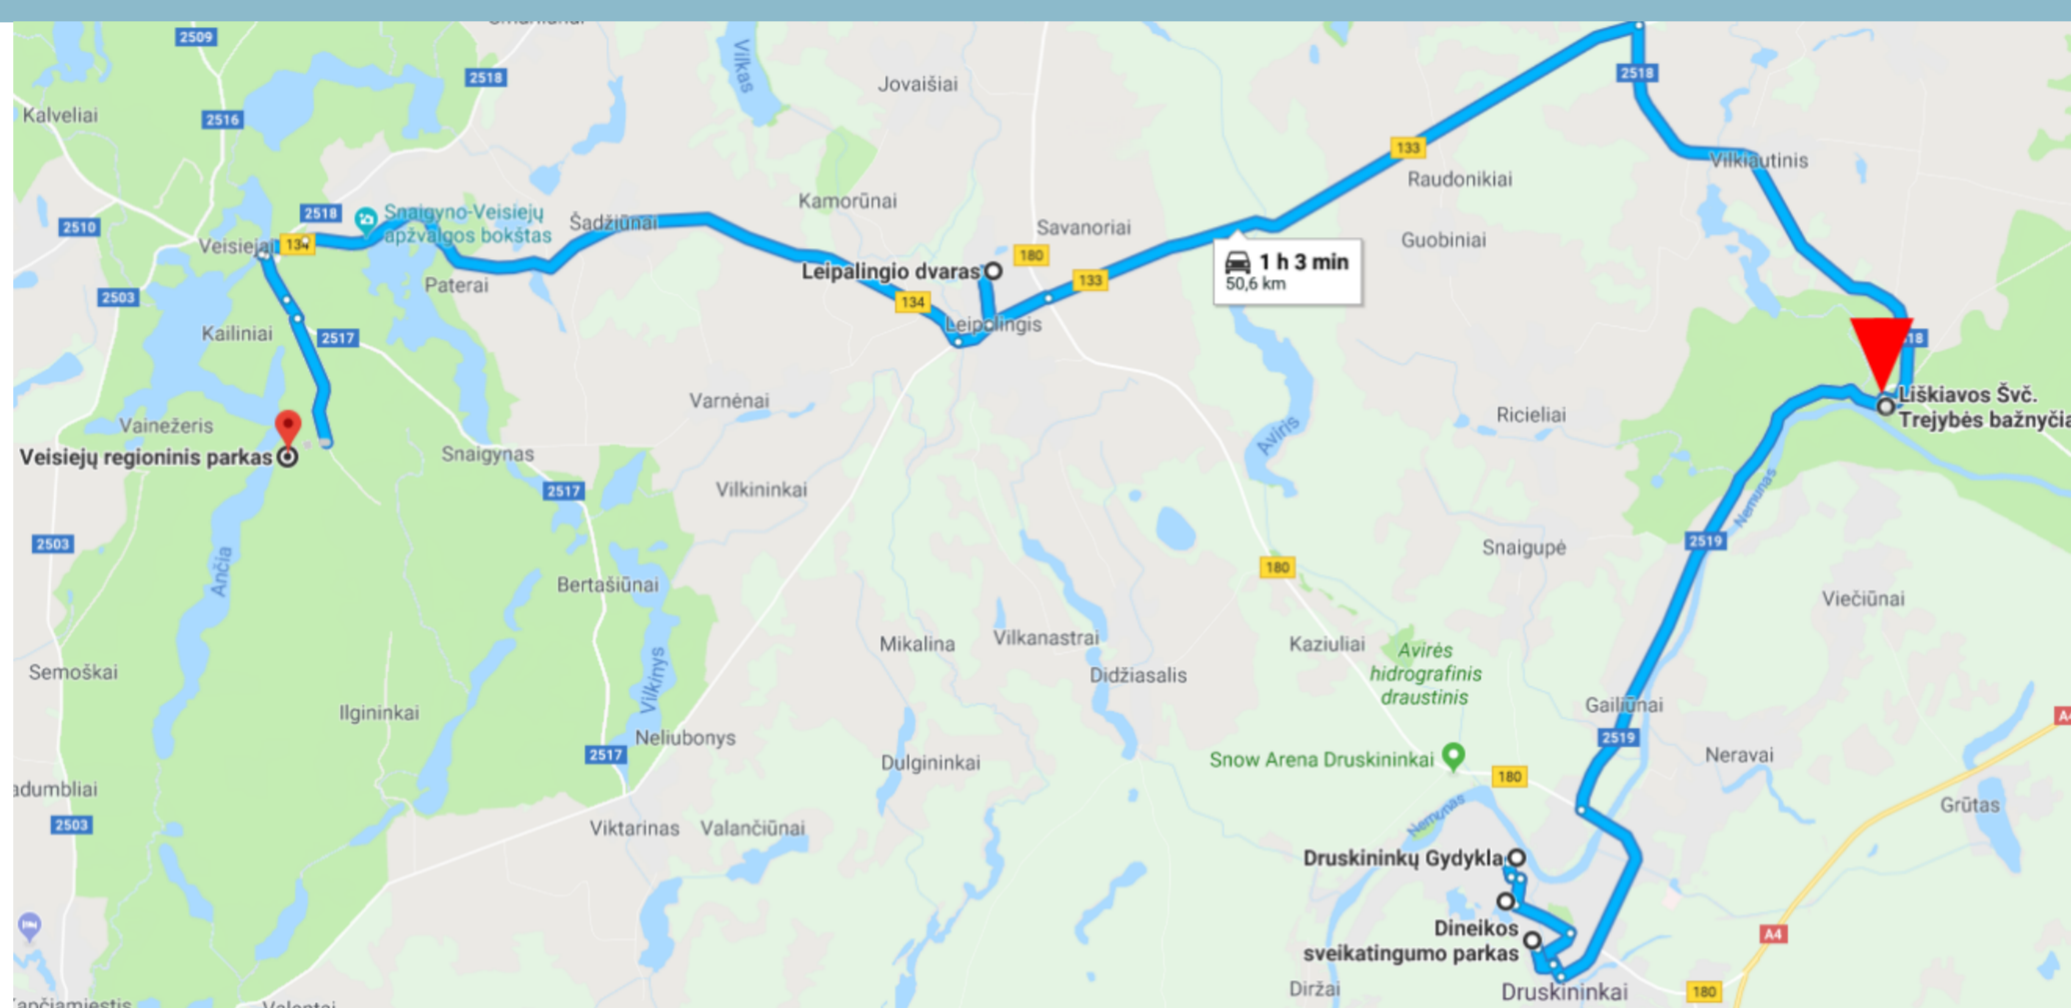 2509
2518
Vilkas
Jovaišiai
2518
Kalveliai
2516
133
Vilkiautinis
Raudonikiai
Kamorūnai
2518
Snaigyno-Veisiejų
apžvalgos bokštas
Šadžiūnai
2510
Savanoriai
Guobiniai
Veisiejai
134
180
1 h 3 min
50,6 km
Leipalingio dvaras
133
Paterai
2503
134
Leipalingis
Kailiniai
2517
18
Liškiavos Švč.
Trejybės bažnyčia
Varnėnai
Ricieliai
Vainežeris
Aviris
Veisiejų regioninis parkas
Snaigynas
2517
Vilkininkai
Nemunas
2503
2519
Snaigupė
Ančia
180
Bertašiūnai
Viečiūnai
Mikalina
Vilkanastrai
Kaziuliai
Avirės
hidrografinis
draustinis
Semoškai
Didžiasalis
Vilkinys
Gailiūnai
Ilgininkai
A4
Neliubonys
2519
2517
Neravai
Dulgininkai
Snow Arena Druskininkai
180
adumbliai
Grūtas
Nemunas
2503
Viktarinas
Valančiūnai
Druskininkų Gydykla
Dineikos
sveikatingumo parkas
A4
Diržai
Druskininkai
180